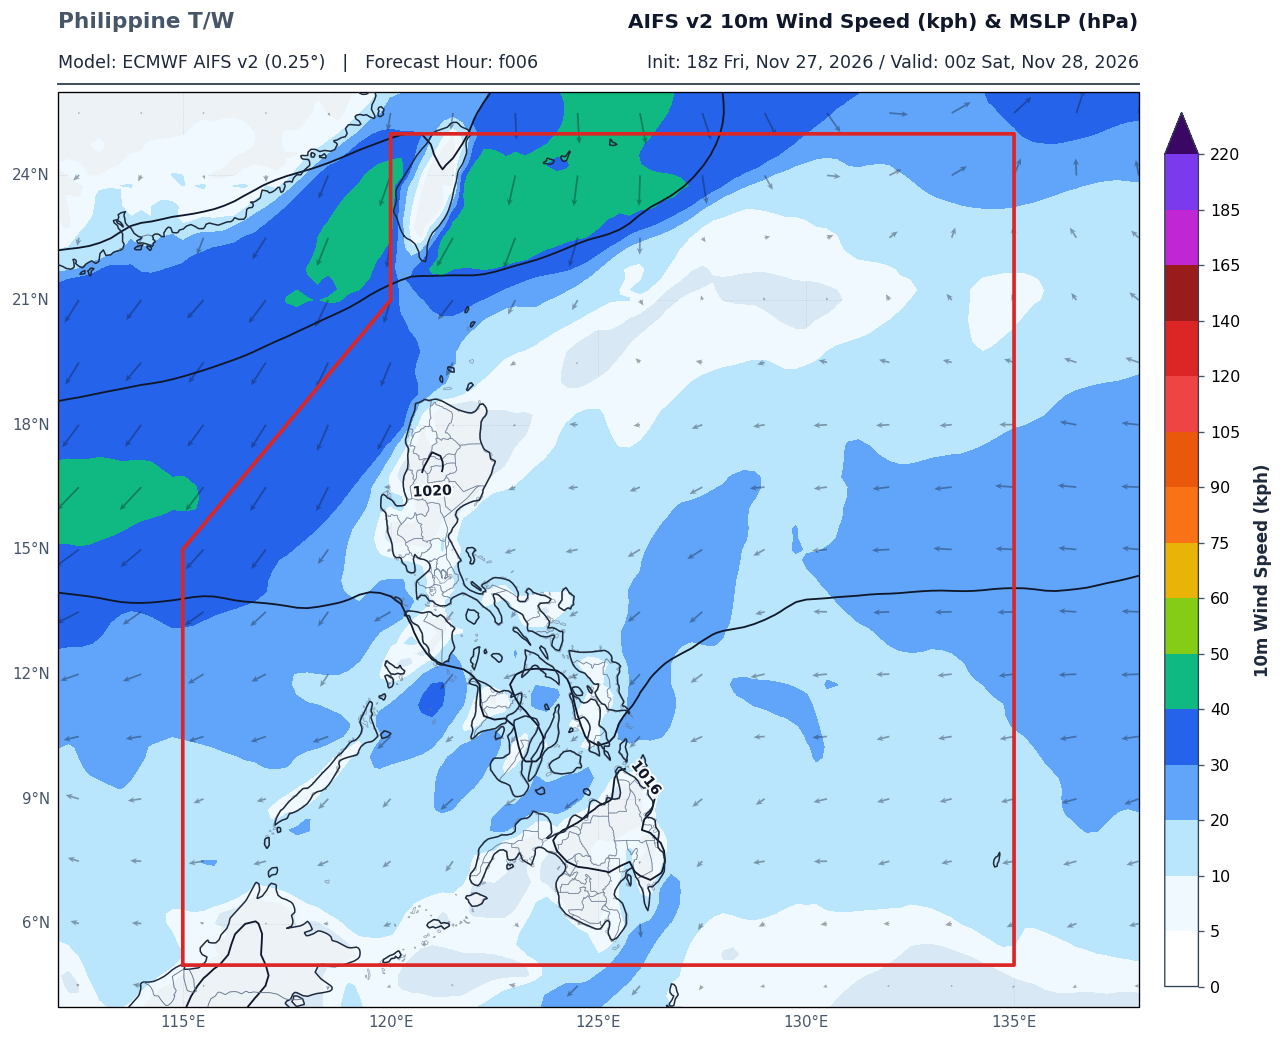 Philippine T/W
AIFS v2 10m Wind Speed (kph) & MSLP (hPa)
Model: ECMWF AIFS v2 (0.25°) | Forecast Hour: f006
Init: 18z Fri, Nov 27, 2026 / Valid: 00z Sat, Nov 28, 2026
24°N
21°N
18°N
15°N
12°N
9°N
6°N
1020
1016
115°E
120°E
125°E
130°E
135°E
220
185
165
140
120
105
90
75
60
50
40
30
20
10
5
0
10m Wind Speed (kph)